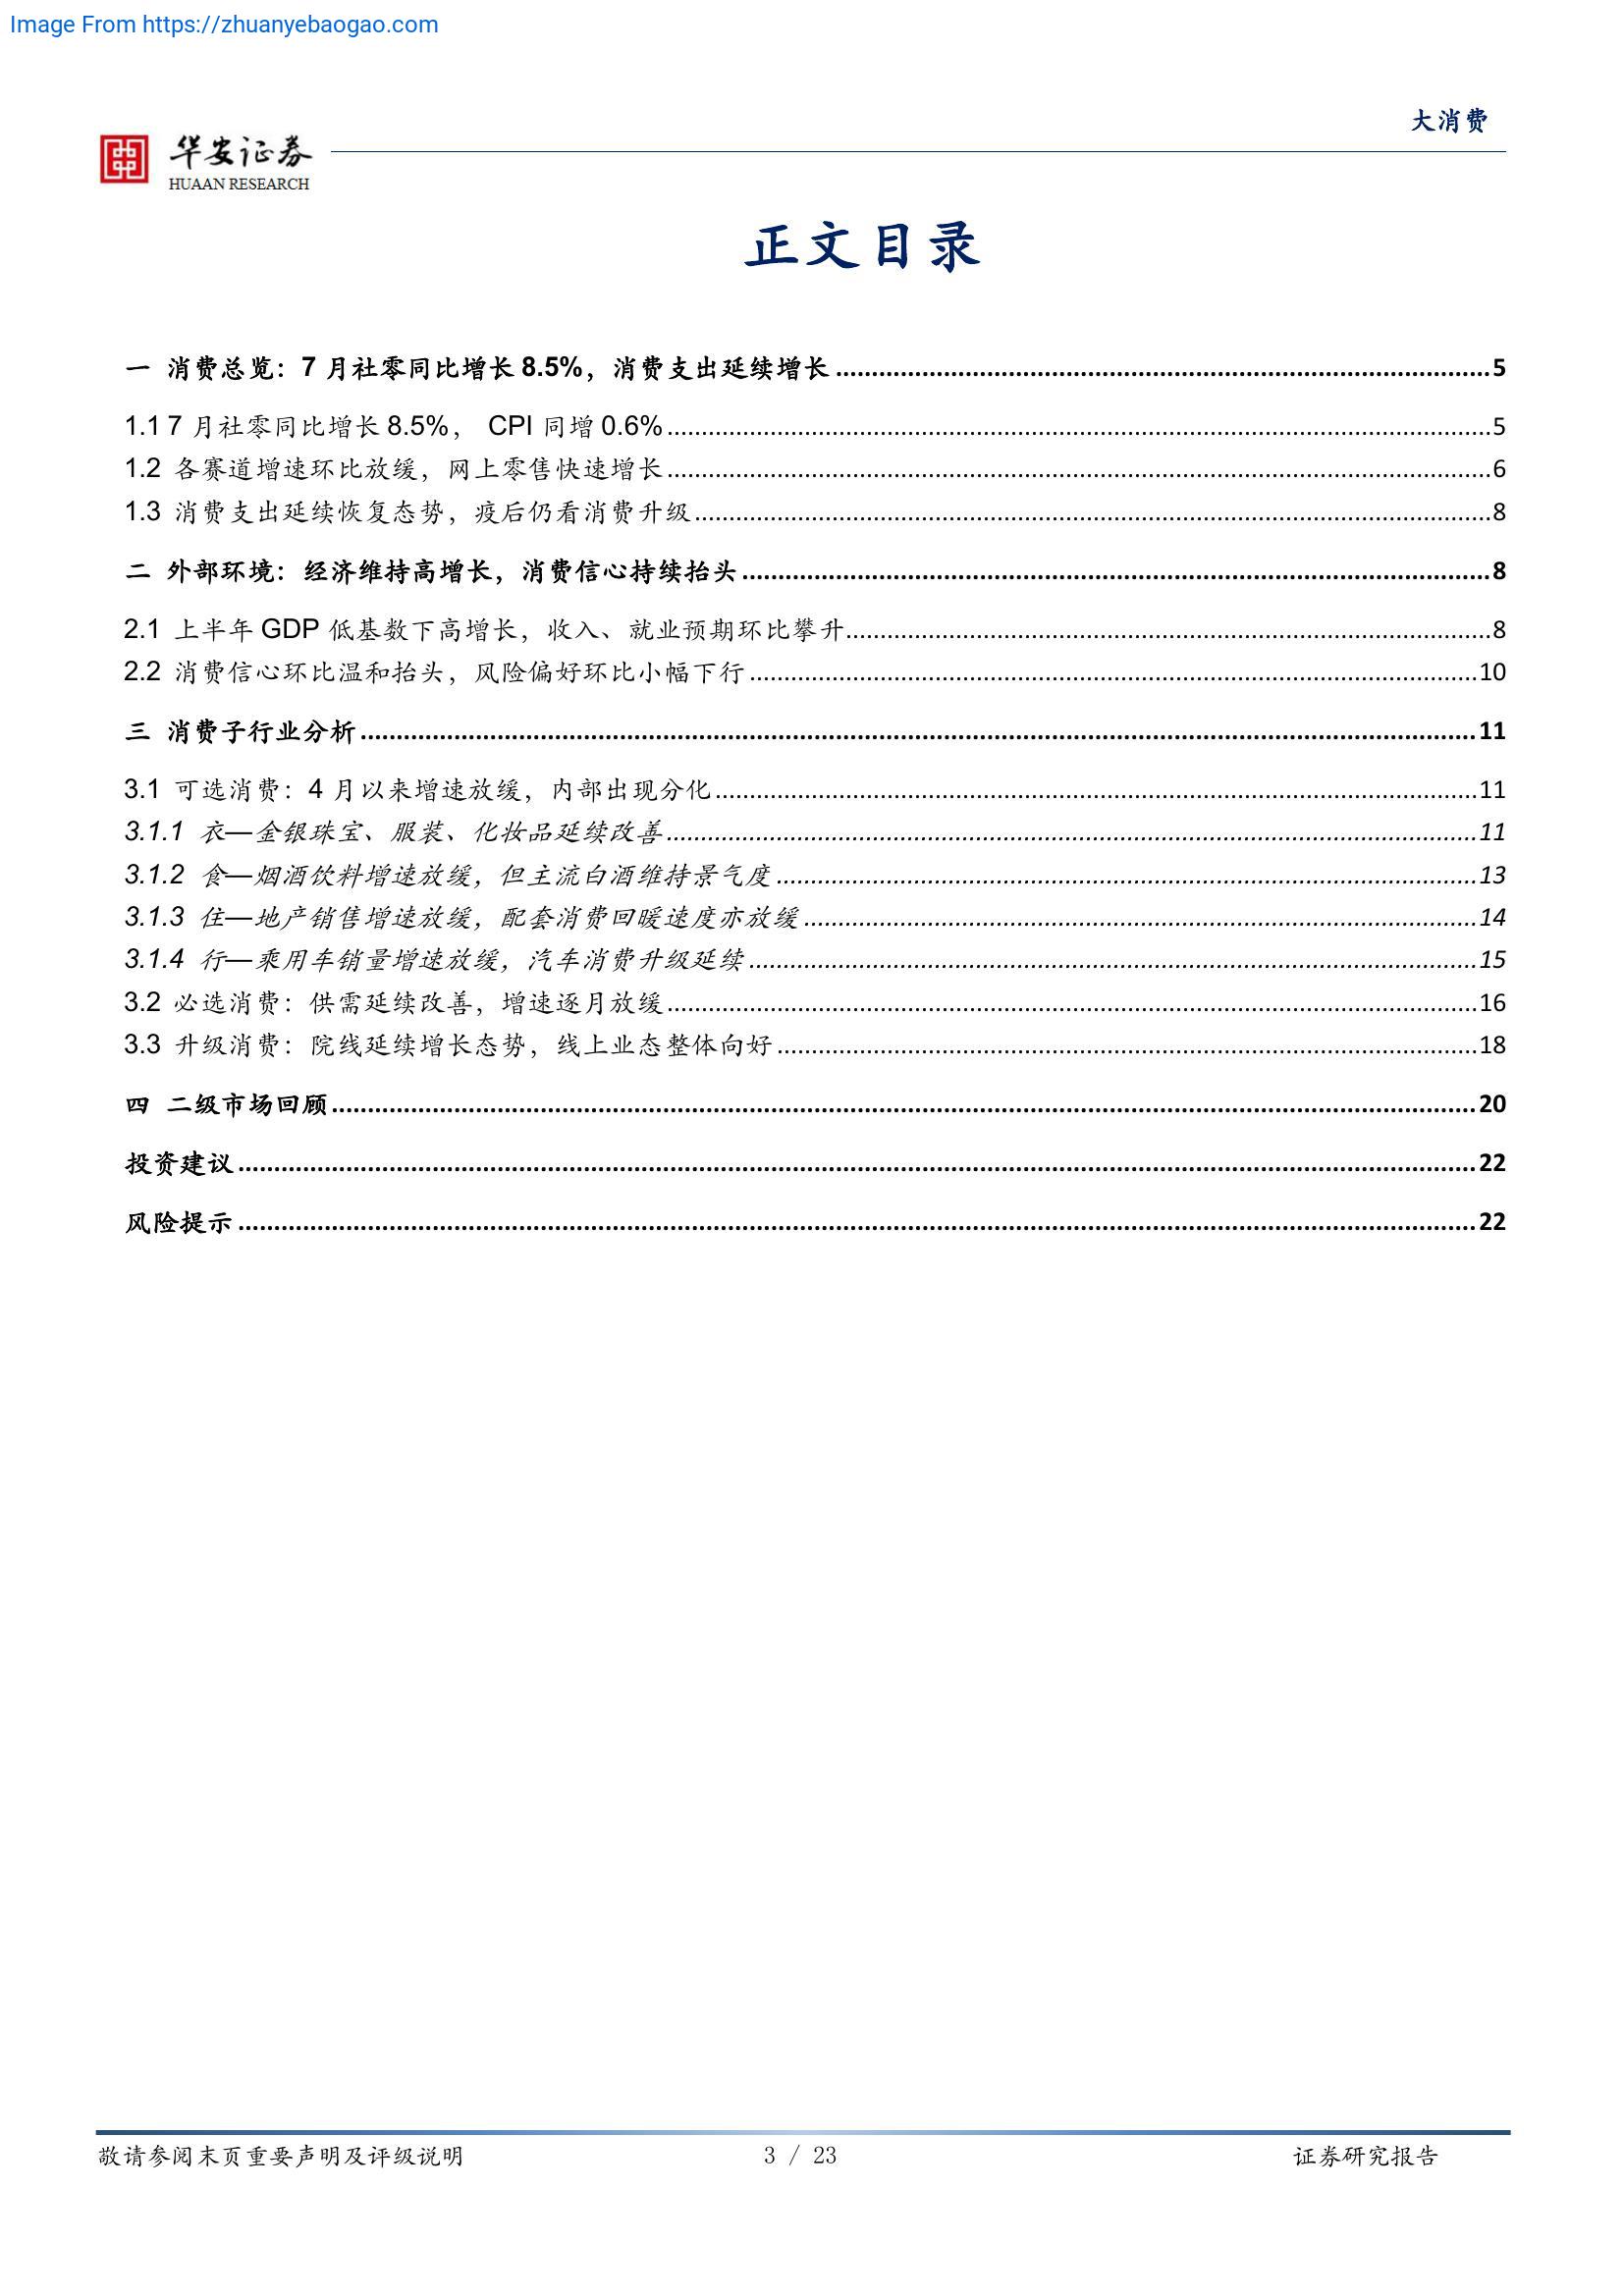 Image From https://zhuanyebaogao.com
大消费
华安证券
HUAAN RESEARCH
正文目录
一 消费总览：7 月社零同比增长 8.5%，消费支出延续增长 5
1.1 7 月社零同比增长 8.5%， CPI 同增 0.6% 5
1.2 各赛道增速环比放缓，网上零售快速增长 6
1.3 消费支出延续恢复态势，疫后仍看消费升级 8
二 外部环境：经济维持高增长，消费信心持续抬头 8
2.1 上半年 GDP 低基数下高增长，收入、就业预期环比攀升 8
2.2 消费信心环比温和抬头，风险偏好环比小幅下行 10
三 消费子行业分析 11
3.1 可选消费：4 月以来增速放缓，内部出现分化 11
3.1.1 衣—金银珠宝、服装、化妆品延续改善 11
3.1.2 食—烟酒饮料增速放缓，但主流白酒维持景气度 13
3.1.3 住—地产销售增速放缓，配套消费回暖速度亦放缓 14
3.1.4 行—乘用车销量增速放缓，汽车消费升级延续 15
3.2 必选消费：供需延续改善，增速逐月放缓 16
3.3 升级消费：院线延续增长态势，线上业态整体向好 18
四 二级市场回顾 20
投资建议 22
风险提示 22
敬请参阅末页重要声明及评级说明 3 / 23 证券研究报告